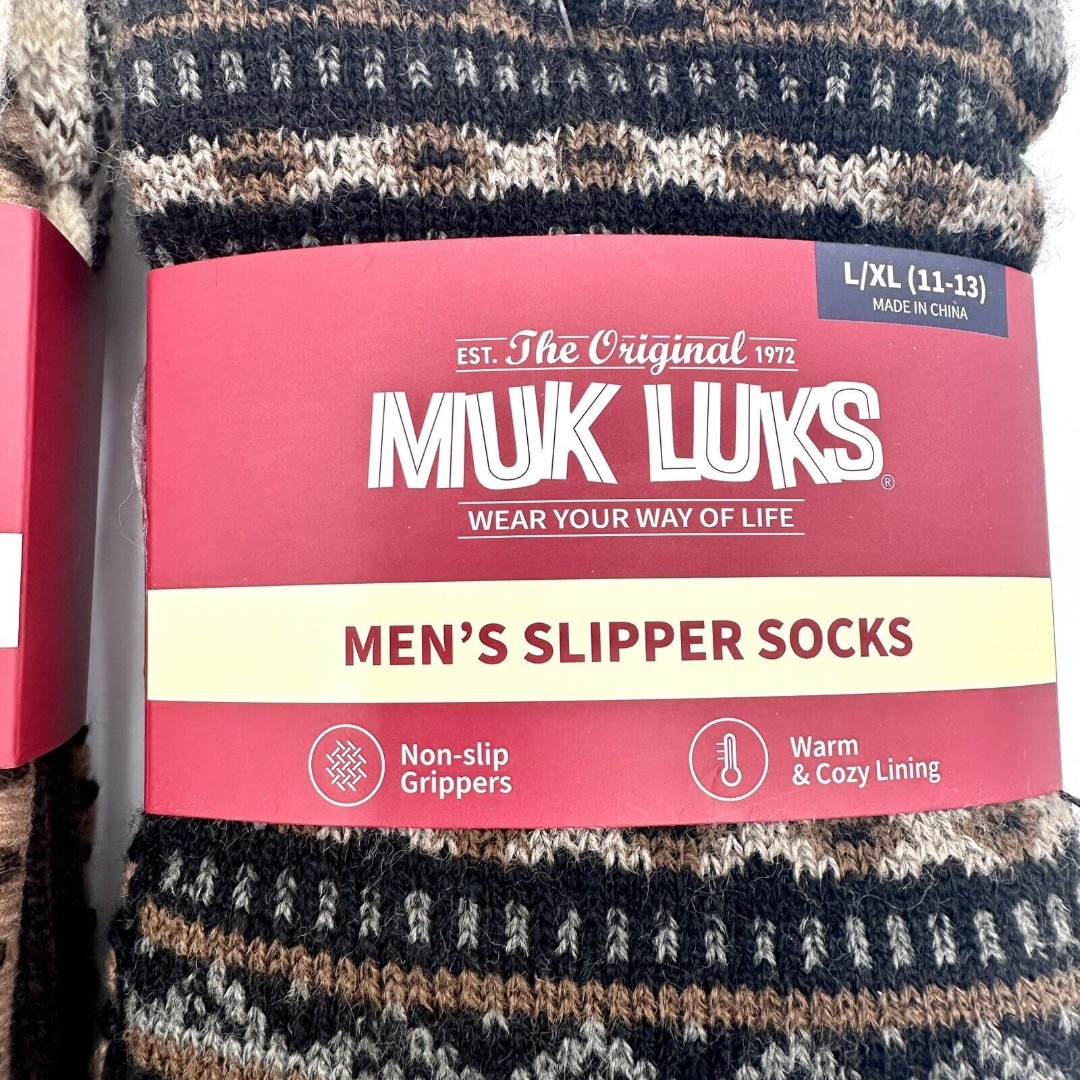 L/XL (11-13)
MADE IN CHINA
EST. The Original 1972
MUK LUKS®
WEAR YOUR WAY OF LIFE
MEN'S SLIPPER SOCKS
Non-slip
Grippers
Warm
& Cozy Lining